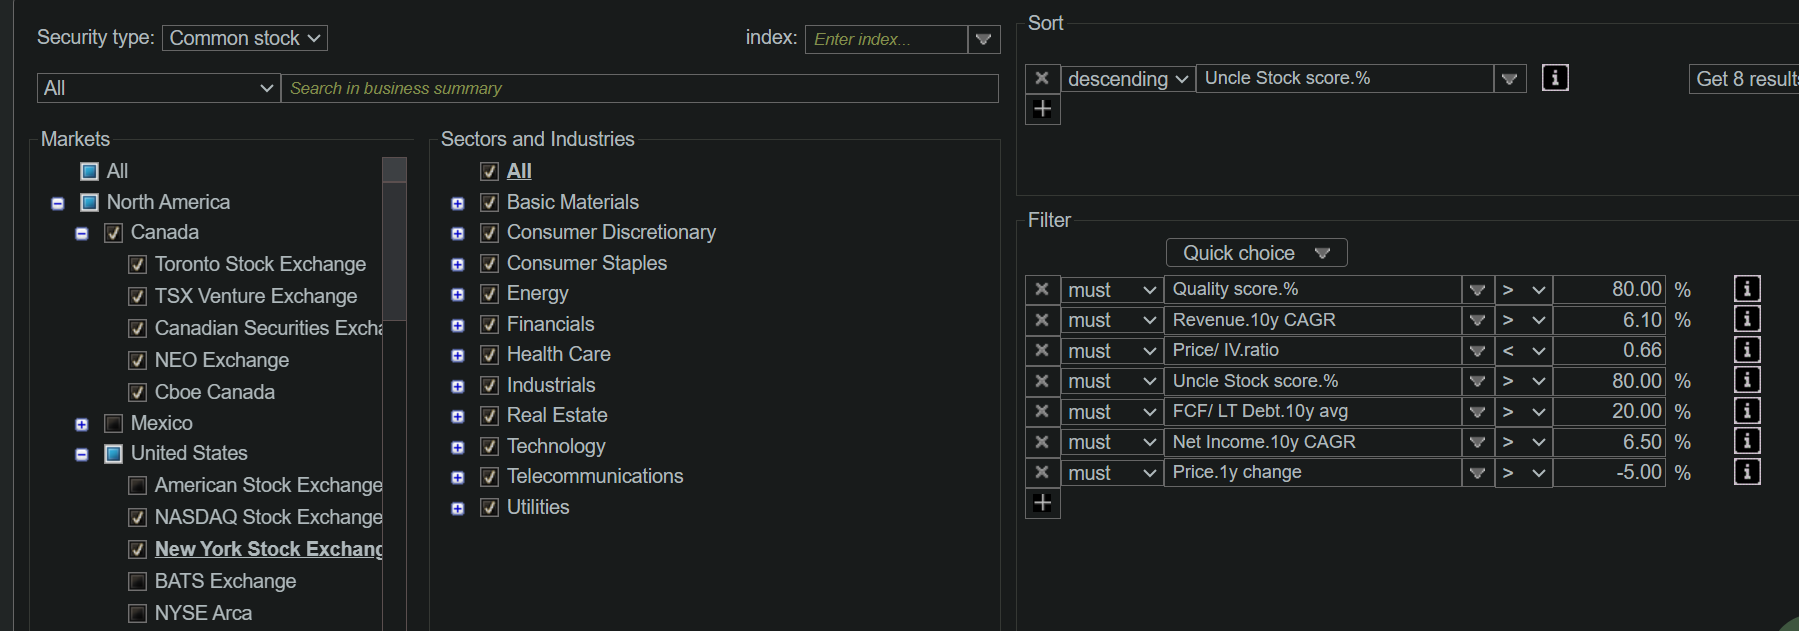 Security type: Common stock
index: Enter index...
All Search in business summary
Markets
All
North America
Canada
Toronto Stock Exchange
TSX Venture Exchange
Canadian Securities Excha
NEO Exchange
Cboe Canada
Mexico
United States
American Stock Exchange
NASDAQ Stock Exchange
New York Stock Exchang
BATS Exchange
NYSE Arca
Sectors and Industries
All
Basic Materials
Consumer Discretionary
Consumer Staples
Energy
Financials
Health Care
Industrials
Real Estate
Technology
Telecommunications
Utilities
Sort
descending Uncle Stock score.% i Get 8 results
Filter
Quick choice
must Quality score.% > 80.00 % i
must Revenue.10y CAGR > 6.10 % i
must Price/ IV.ratio < 0.66 i
must Uncle Stock score.% > 80.00 % i
must FCF/ LT Debt.10y avg > 20.00 % i
must Net Income.10y CAGR > 6.50 % i
must Price.1y change > -5.00 % i